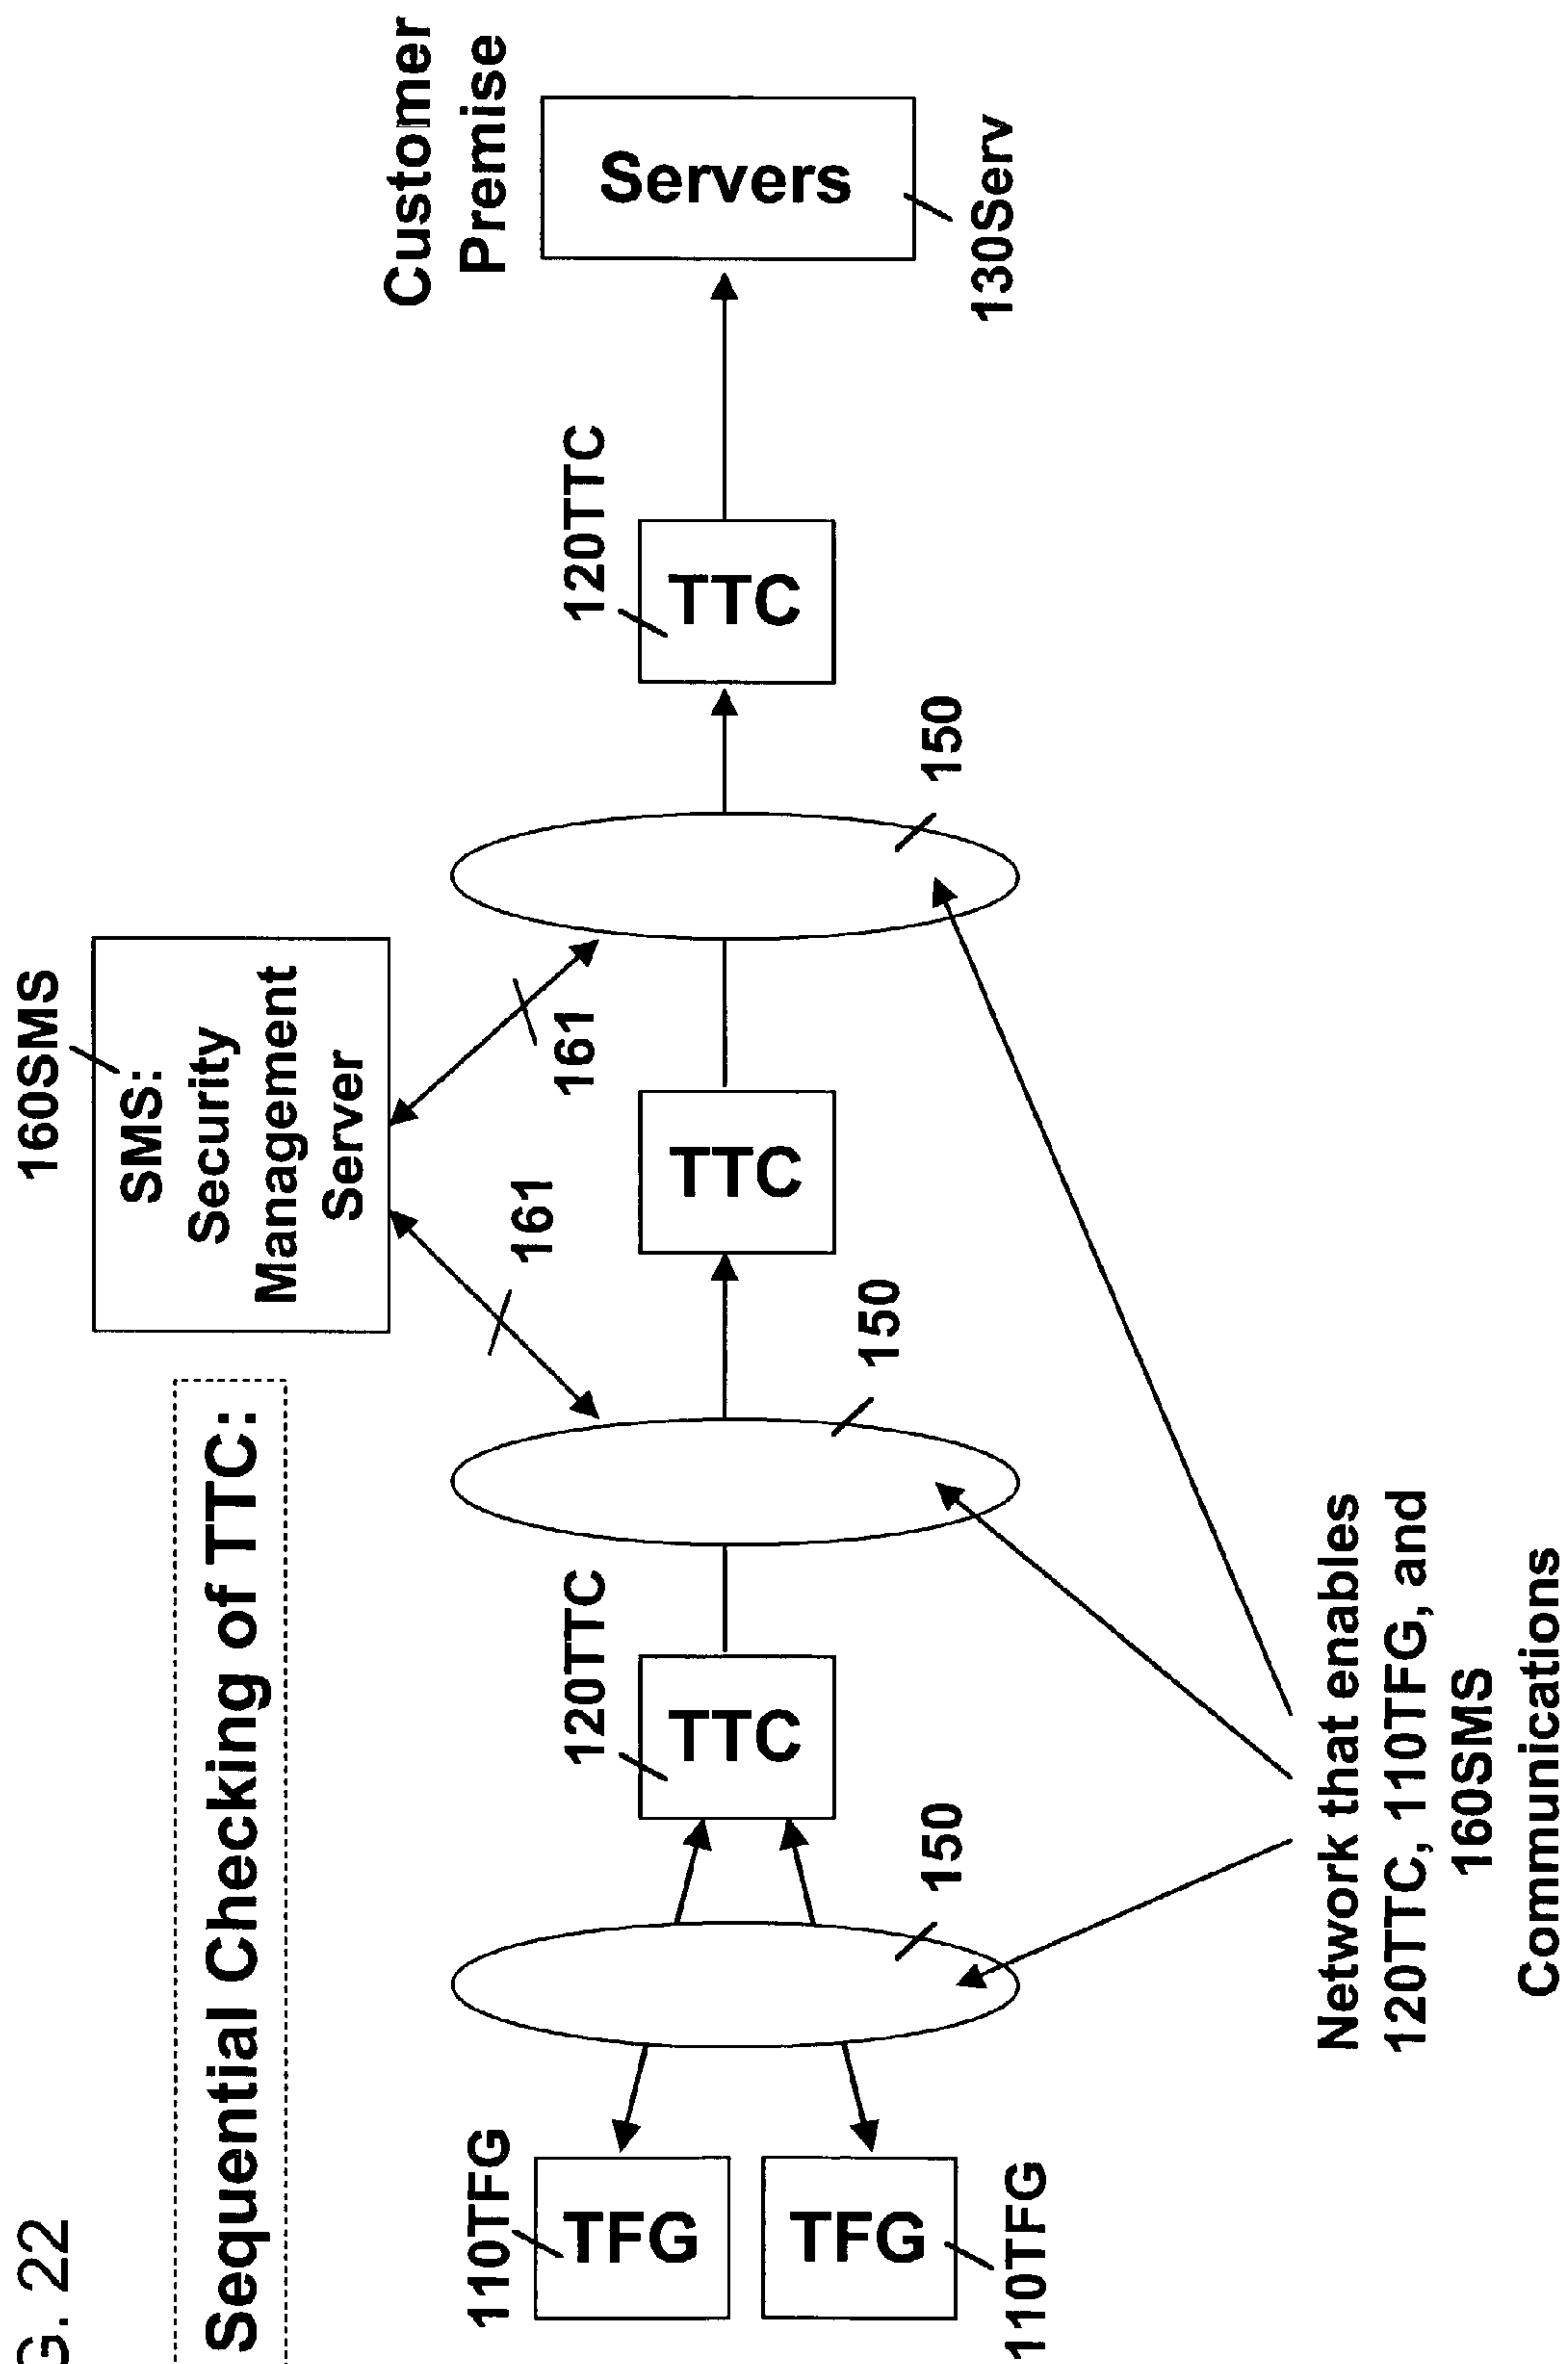 G. 22
Sequential Checking of TTC:
160SMS
SMS:
Security
Management
Server
161
161
Customer
Premise
110TFG
TFG
TFG
110TFG
150
120TTC
TTC
150
TTC
150
120TTC
TTC
Servers
130Serv
Network that enables
120TTC, 110TFG, and
160SMS
Communications